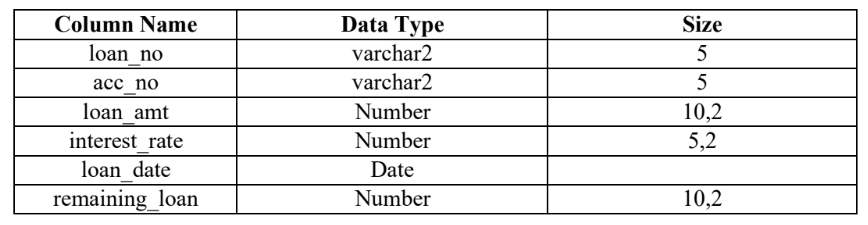 Column Name Data Type Size
loan_no varchar2 5
acc_no varchar2 5
loan_amt Number 10,2
interest_rate Number 5,2
loan_date Date
remaining_loan Number 10,2